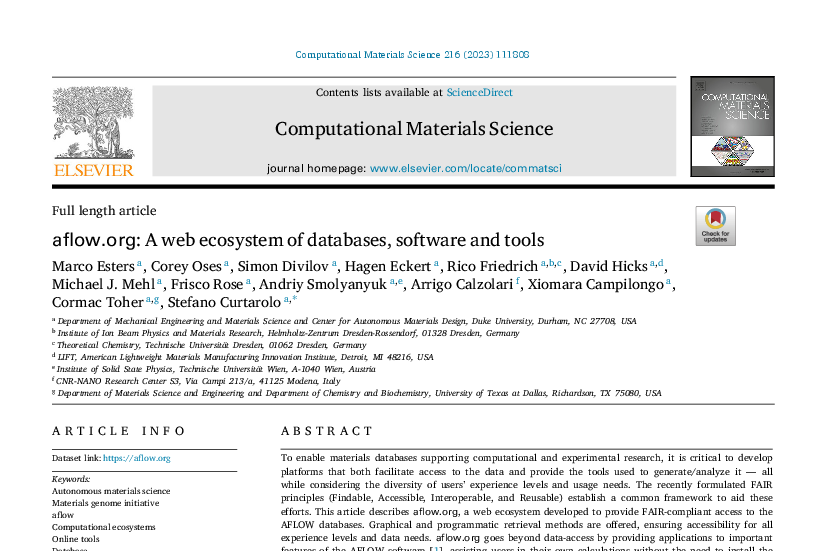 Computational Materials Science 216 (2023) 111808
Contents lists available at ScienceDirect
Computational Materials Science
journal homepage: www.elsevier.com/locate/commatsci
ELSEVIER
COMPUTATIONAL
MATERIALS
SCIENCE
Full length article
Check for
updates
aflow.org: A web ecosystem of databases, software and tools
Marco Esters a, Corey Oses a, Simon Divilov a, Hagen Eckert a, Rico Friedrich a,b,c, David Hicks a,d,
Michael J. Mehl a, Frisco Rose a, Andriy Smolyanyuk a,e, Arrigo Calzolari f, Xiomara Campilongo a,
Cormac Toher a,g, Stefano Curtarolo a,*
a Department of Mechanical Engineering and Materials Science and Center for Autonomous Materials Design, Duke University, Durham, NC 27708, USA
b Institute of Ion Beam Physics and Materials Research, Helmholtz-Zentrum Dresden-Rossendorf, 01328 Dresden, Germany
c Theoretical Chemistry, Technische Universität Dresden, 01062 Dresden, Germany
d LIFT, American Lightweight Materials Manufacturing Innovation Institute, Detroit, MI 48216, USA
e Institute of Solid State Physics, Technische Universität Wien, A-1040 Wien, Austria
f CNR-NANO Research Center S3, Via Campi 213/a, 41125 Modena, Italy
g Department of Materials Science and Engineering and Department of Chemistry and Biochemistry, University of Texas at Dallas, Richardson, TX 75080, USA
ARTICLE INFO
Dataset link: https://aflow.org
Keywords:
Autonomous materials science
Materials genome initiative
aflow
Computational ecosystems
Online tools
Database
ABSTRACT
To enable materials databases supporting computational and experimental research, it is critical to develop
platforms that both facilitate access to the data and provide the tools used to generate/analyze it — all
while considering the diversity of users' experience levels and usage needs. The recently formulated FAIR
principles (Findable, Accessible, Interoperable, and Reusable) establish a common framework to aid these
efforts. This article describes aflow.org, a web ecosystem developed to provide FAIR-compliant access to the
AFLOW databases. Graphical and programmatic retrieval methods are offered, ensuring accessibility for all
experience levels and data needs. aflow.org goes beyond data-access by providing applications to important
features of the AFLOW software [1], assisting users in their own calculations without the need to install the